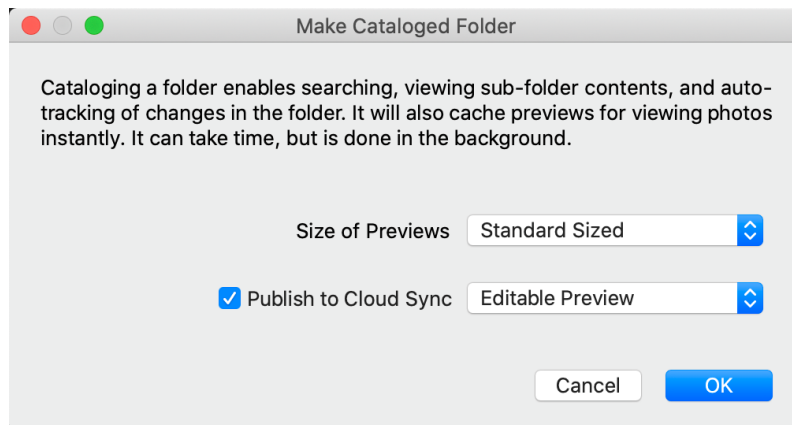 Make Cataloged Folder
Cataloging a folder enables searching, viewing sub-folder contents, and auto-
tracking of changes in the folder. It will also cache previews for viewing photos
instantly. It can take time, but is done in the background.
Size of Previews Standard Sized
Publish to Cloud Sync Editable Preview
Cancel OK